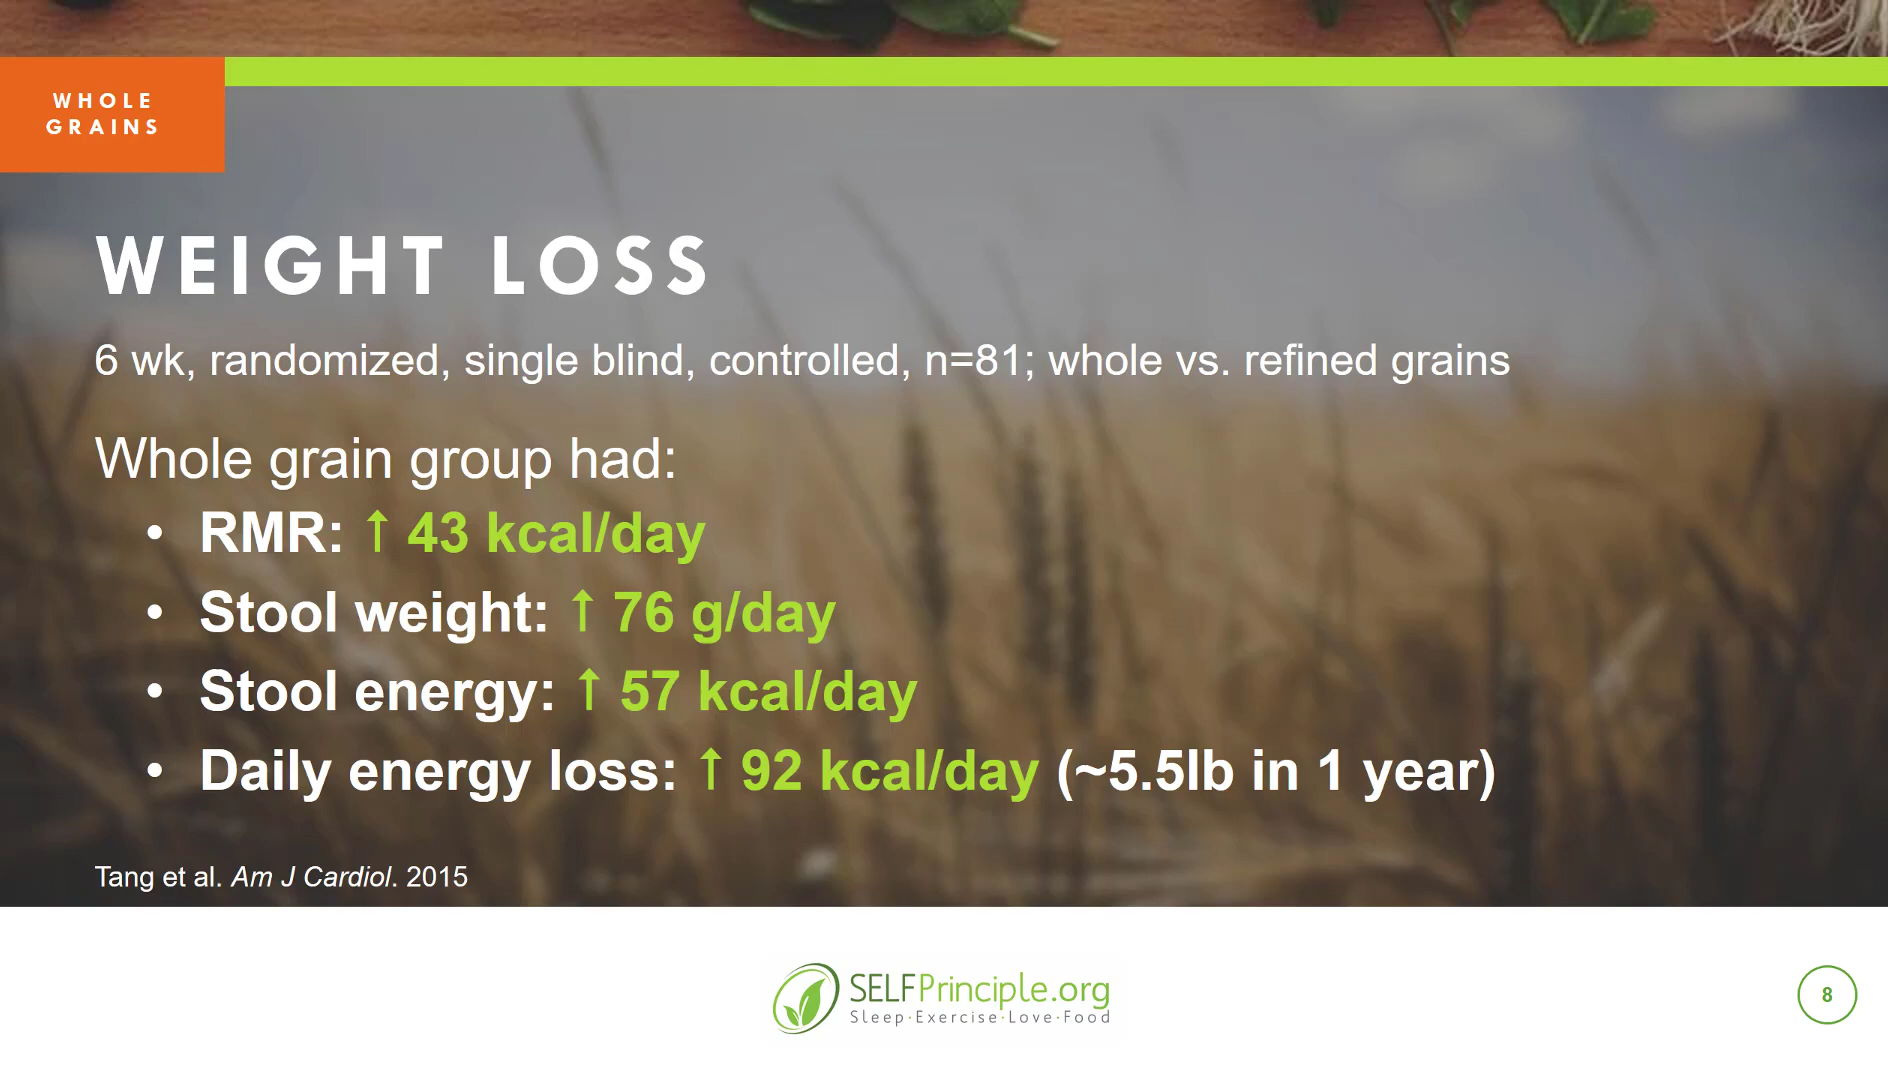 WHOLE
GRAINS
WEIGHT LOSS
6 wk, randomized, single blind, controlled, n=81; whole vs. refined grains
Whole grain group had:
• RMR: ↑ 43 kcal/day
• Stool weight: ↑ 76 g/day
• Stool energy: ↑ 57 kcal/day
• Daily energy loss: ↑ 92 kcal/day (~5.5lb in 1 year)
Tang et al. Am J Cardiol. 2015
SELFPrinciple.org
Sleep·Exercise·Love·Food
8